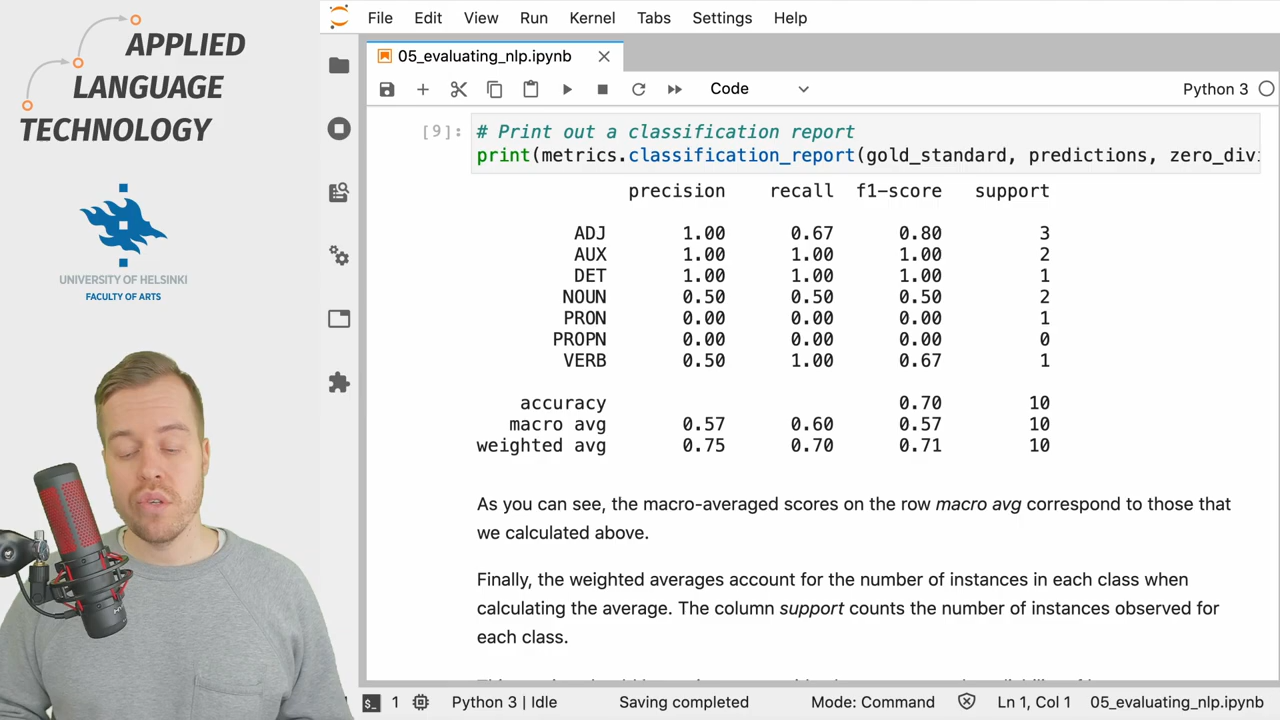 APPLIED
LANGUAGE
TECHNOLOGY
UNIVERSITY OF HELSINKI
FACULTY OF ARTS
File Edit View Run Kernel Tabs Settings Help
05_evaluating_nlp.ipynb
Code
Python 3
[9]: # Print out a classification report
print(metrics.classification_report(gold_standard, predictions, zero_div
precision recall f1-score support
ADJ 1.00 0.67 0.80 3
AUX 1.00 1.00 1.00 2
DET 1.00 1.00 1.00 1
NOUN 0.50 0.50 0.50 2
PRON 0.00 0.00 0.00 1
PROPN 0.00 0.00 0.00 0
VERB 0.50 1.00 0.67 1
accuracy 0.70 10
macro avg 0.57 0.60 0.57 10
weighted avg 0.75 0.70 0.71 10
As you can see, the macro-averaged scores on the row macro avg correspond to those that
we calculated above.
Finally, the weighted averages account for the number of instances in each class when
calculating the average. The column support counts the number of instances observed for
each class.
1 Python 3 | Idle Saving completed Mode: Command Ln 1, Col 1 05_evaluating_nlp.ipynb